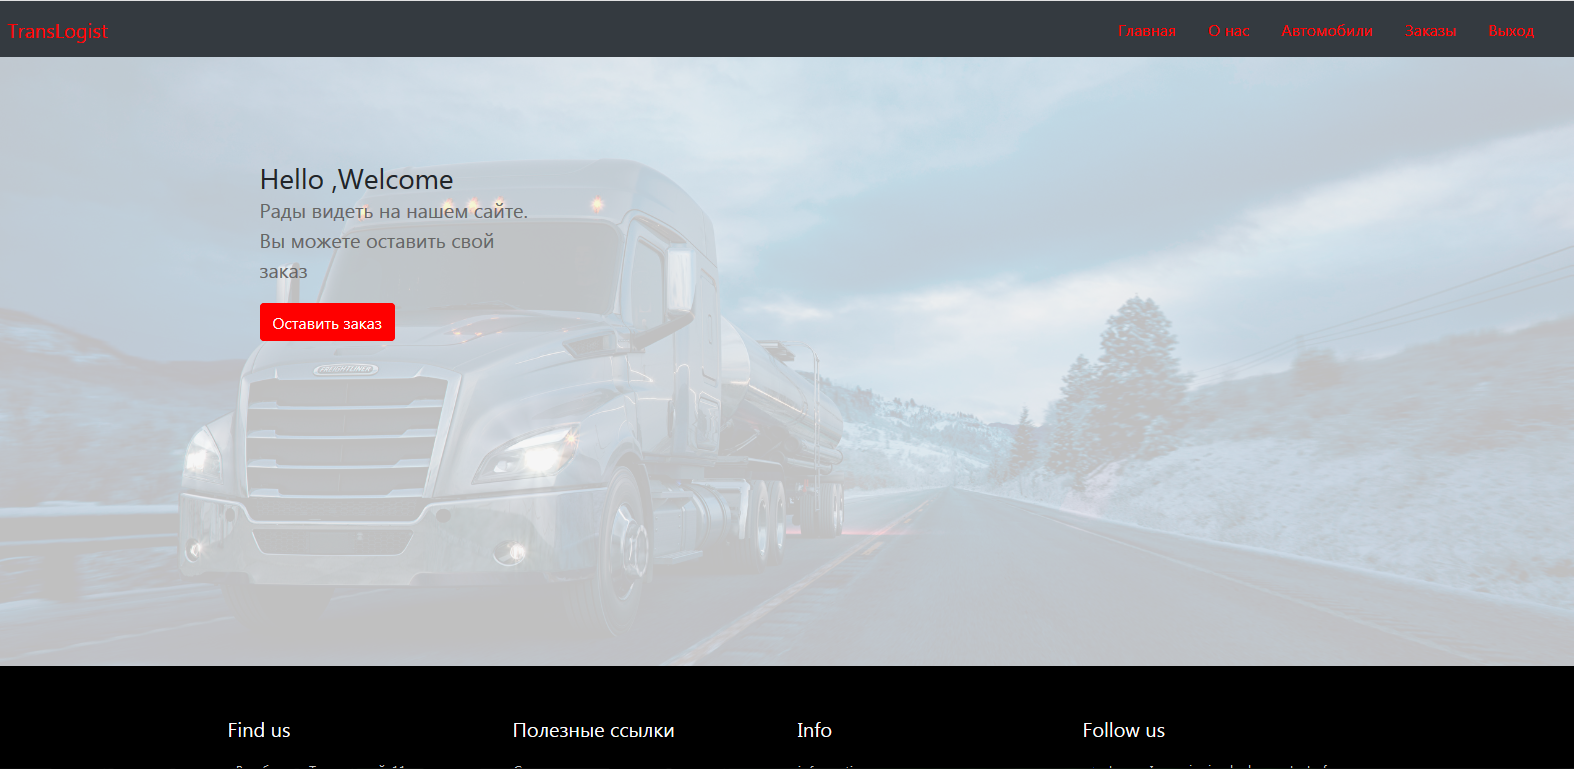 TransLogist
Главная О нас Автомобили Заказы Выход
Hello ,Welcome
Рады видеть на нашем сайте.
Вы можете оставить свой
заказ
Оставить заказ
FREIGHTLINER
Find us Полезные ссылки Info Follow us